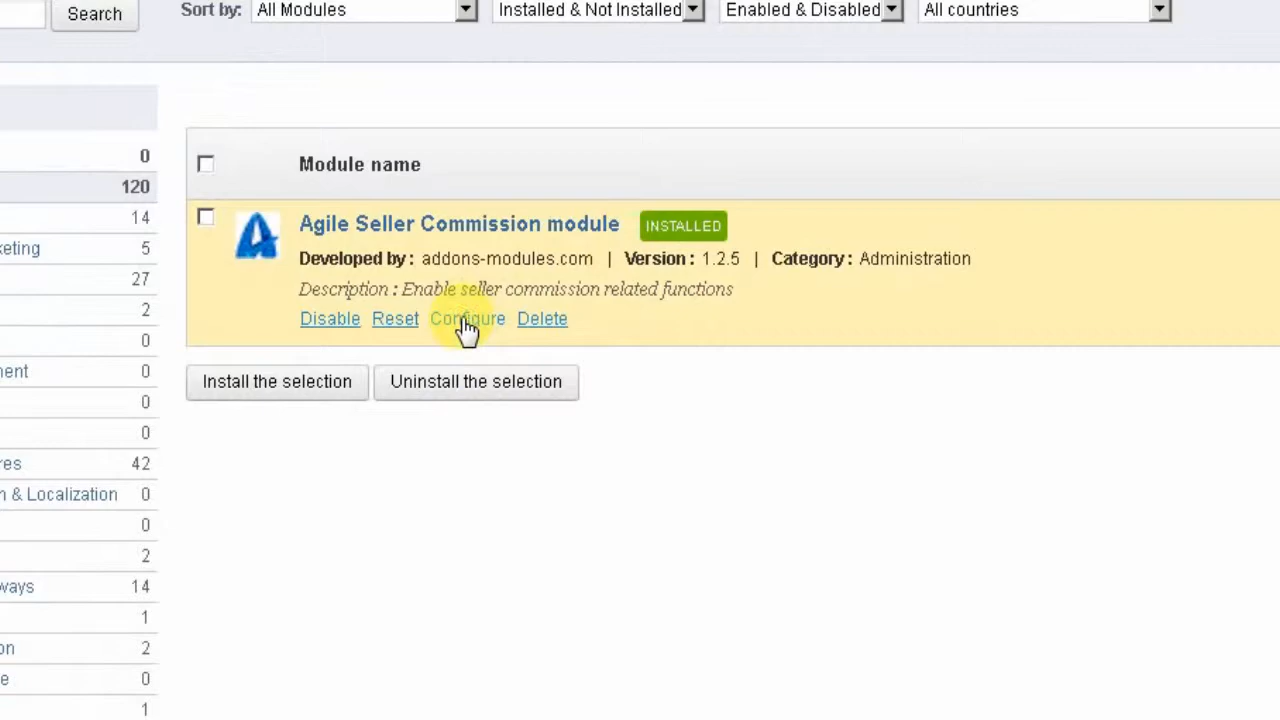 Search Sort by: All Modules Installed & Not Installed Enabled & Disabled All countries
0
Module name
120
14
Agile Seller Commission module INSTALLED
keting 5
Developed by : addons-modules.com | Version : 1.2.5 | Category : Administration
27
Description : Enable seller commission related functions
2
Disable Reset Configure Delete
0
ment 0
Install the selection Uninstall the selection
0
0
res 42
n & Localization 0
0
2
ways 14
1
on 2
e 0
1